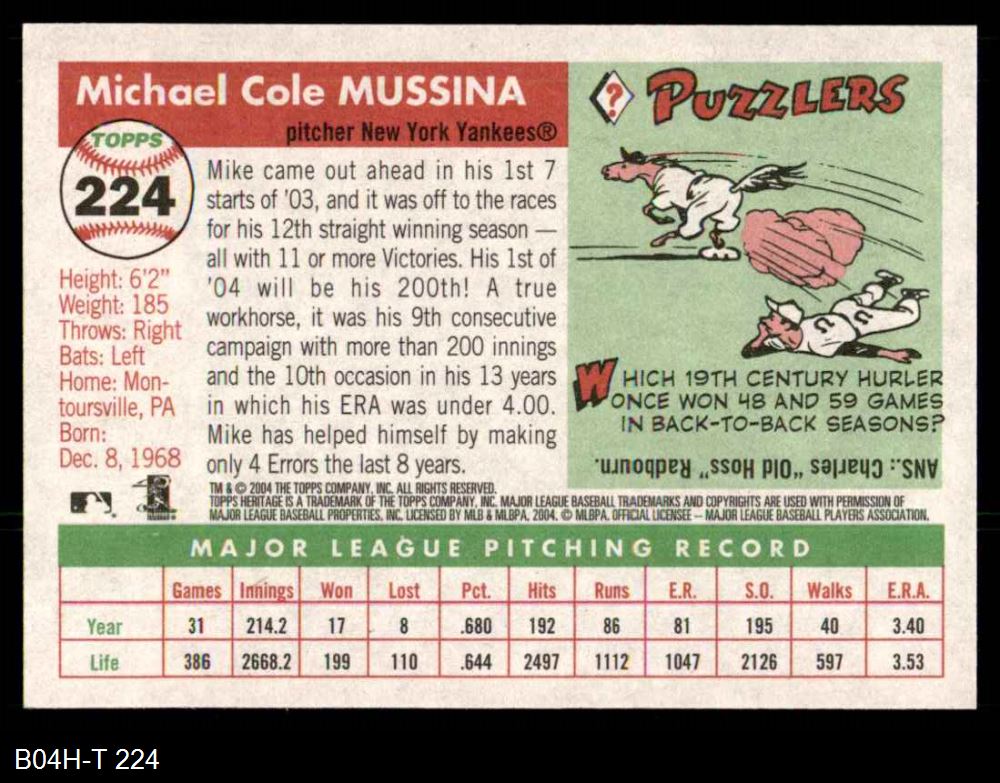 Michael Cole MUSSINA
pitcher New York Yankees®
TOPPS
224
Height: 6'2"
Weight: 185
Throws: Right
Bats: Left
Home: Mon-
toursville, PA
Born:
Dec. 8, 1968
Mike came out ahead in his 1st 7
starts of '03, and it was off to the races
for his 12th straight winning season —
all with 11 or more Victories. His 1st of
'04 will be his 200th! A true
workhorse, it was his 9th consecutive
campaign with more than 200 innings
and the 10th occasion in his 13 years
in which his ERA was under 4.00.
Mike has helped himself by making
only 4 Errors the last 8 years.
? PUZZLERS
U U
WHICH 19TH CENTURY HURLER
ONCE WON 48 AND 59 GAMES
IN BACK-TO-BACK SEASONS?
ANS.: Charles "Old Hoss" Radbourn.
TM & © 2004 THE TOPPS COMPANY, INC. ALL RIGHTS RESERVED.
TOPPS HERITAGE IS A TRADEMARK OF THE TOPPS COMPANY, INC. MAJOR LEAGUE BASEBALL TRADEMARKS AND COPYRIGHTS ARE USED WITH PERMISSION OF
MAJOR LEAGUE BASEBALL PROPERTIES, INC. LICENSED BY MLB & MLBPA. 2004. © MLBPA. OFFICIAL LICENSEE – MAJOR LEAGUE BASEBALL PLAYERS ASSOCIATION.
MAJOR LEAGUE PITCHING RECORD
Games Innings Won Lost Pct. Hits Runs E.R. S.O. Walks E.R.A.
Year 31 214.2 17 8 .680 192 86 81 195 40 3.40
Life 386 2668.2 199 110 .644 2497 1112 1047 2126 597 3.53
B04H-T 224